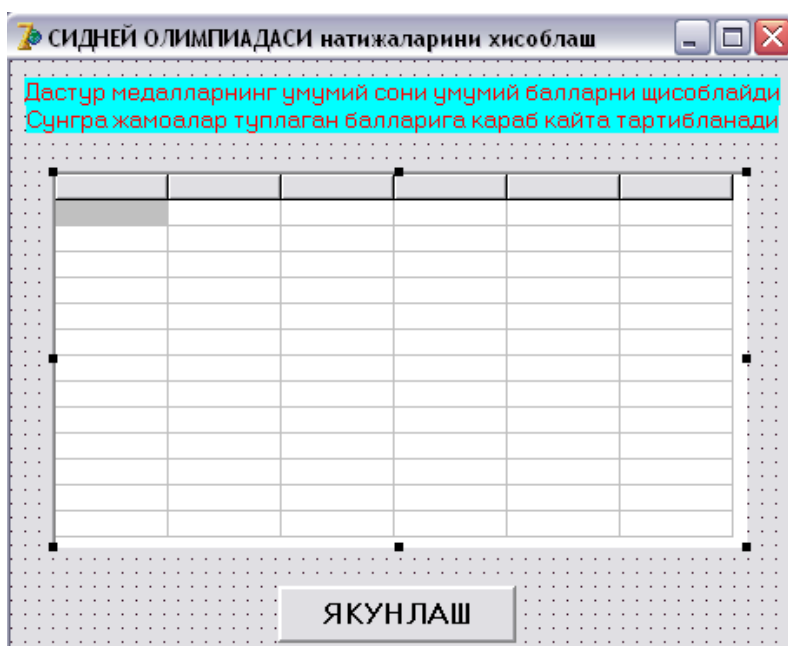 СИДНЕЙ ОЛИМПИАДАСИ натижаларини хисоблаш
Дастур медалларнинг умумий сони умумий балларни щисоблайди
Сунгра жамоалар туплаган балларига караб кайта тартибланади
ЯКУНЛАШ